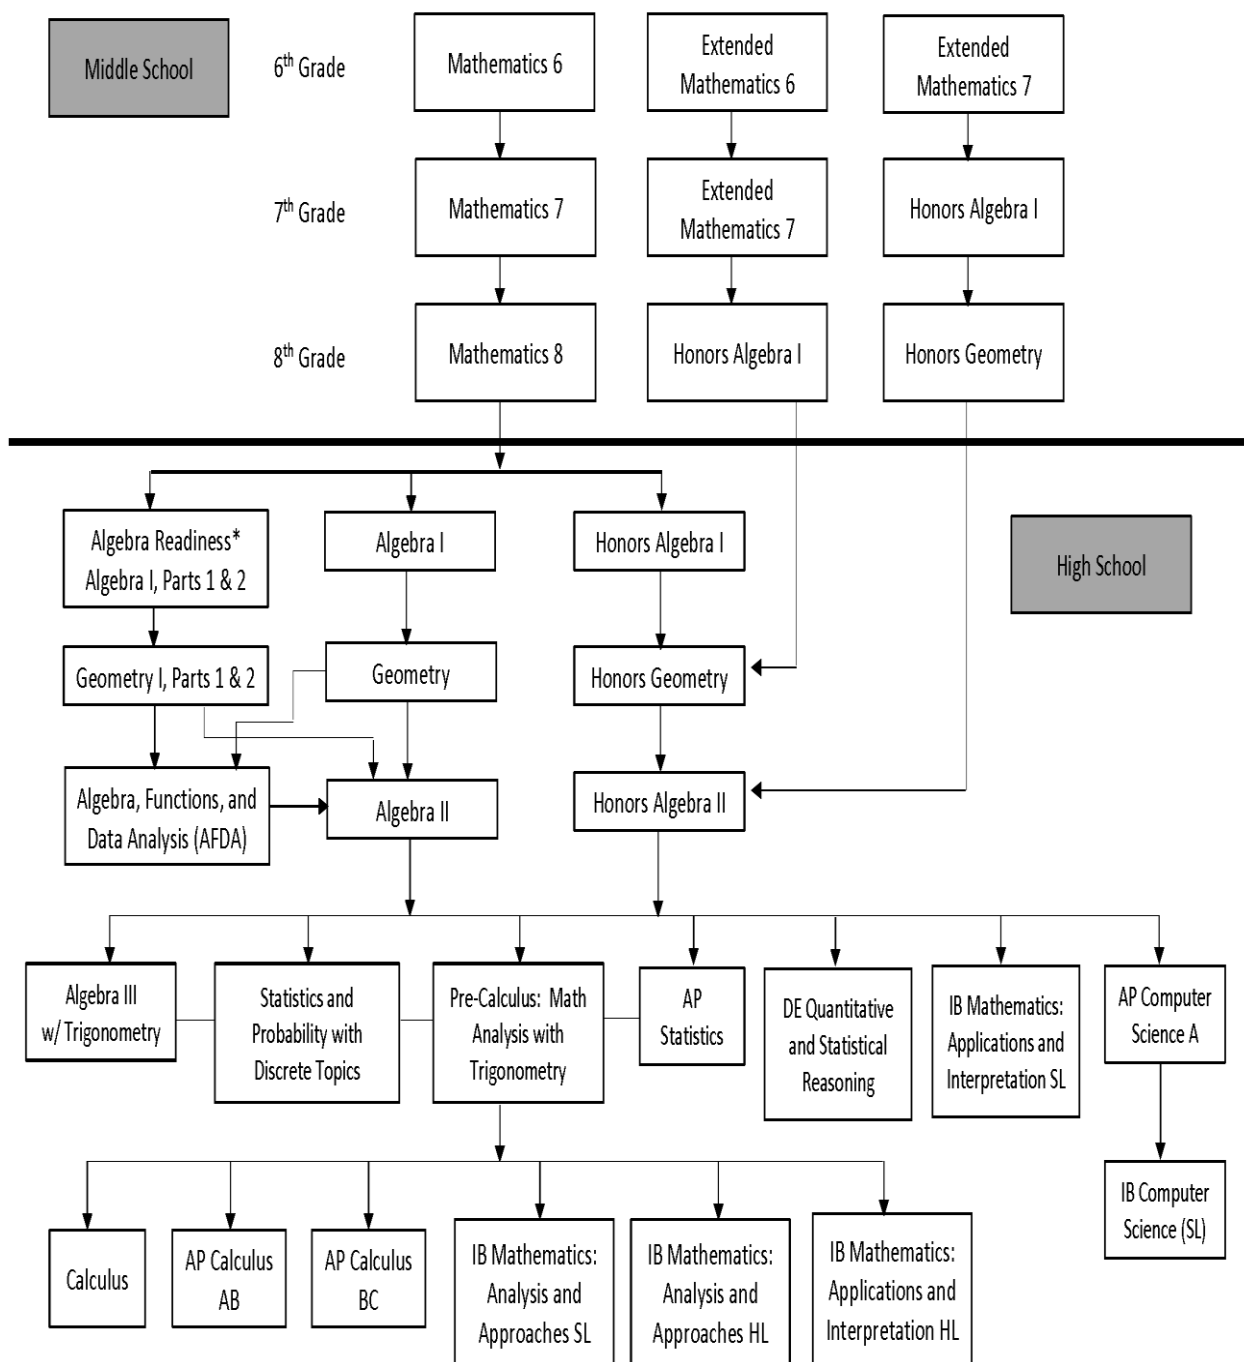 Middle School
6th Grade
Mathematics 6
Extended
Mathematics 6
Extended
Mathematics 7
7th Grade
Mathematics 7
Extended
Mathematics 7
Honors Algebra I
8th Grade
Mathematics 8
Honors Algebra I
Honors Geometry
Algebra Readiness*
Algebra I, Parts 1 & 2
Algebra I
Honors Algebra I
High School
Geometry I, Parts 1 & 2
Geometry
Honors Geometry
Algebra, Functions, and
Data Analysis (AFDA)
Algebra II
Honors Algebra II
Algebra III
w/ Trigonometry
Statistics and
Probability with
Discrete Topics
Pre-Calculus: Math
Analysis with
Trigonometry
AP
Statistics
DE Quantitative
and Statistical
Reasoning
IB Mathematics:
Applications and
Interpretation SL
AP Computer
Science A
IB Computer
Science (SL)
Calculus
AP Calculus
AB
AP Calculus
BC
IB Mathematics:
Analysis and
Approaches SL
IB Mathematics:
Analysis and
Approaches HL
IB Mathematics:
Applications and
Interpretation HL